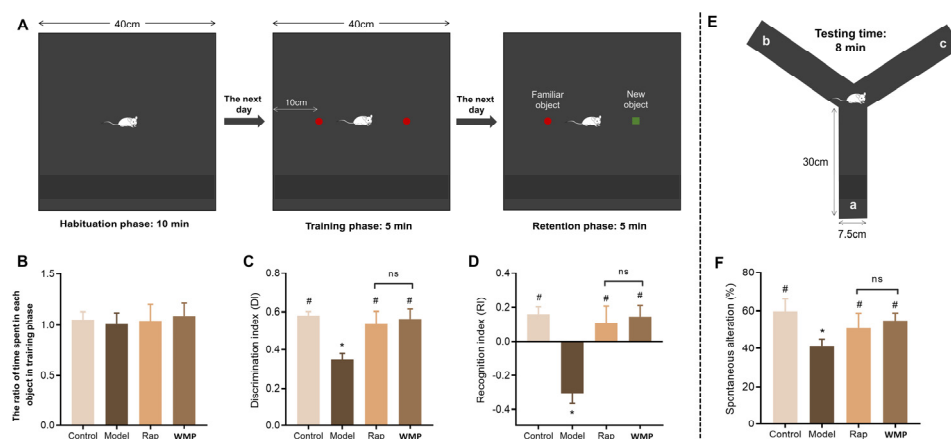 A
40cm
40cm
The next
day
10cm
The next
day
Familiar
object
New
object
Habituation phase: 10 min
Training phase: 5 min
Retention phase: 5 min
E
Testing time:
8 min
b
c
a
30cm
7.5cm
B
The ratio of time spent in each
object in training phase
1.5
1.0
0.5
0.0
Control Model Rap WMP
C
Discrimnation index (DI)
0.8
0.6
0.4
0.2
0.0
#
*
#
#
ns
Control Model Rap WMP
D
Recognition index (RI)
0.4
0.2
0.0
-0.2
-0.4
#
*
#
#
ns
Control Model Rap WMP
F
Spontaneous alteration (%)
80
60
40
20
0
#
*
#
#
ns
Control Model Rap WMP